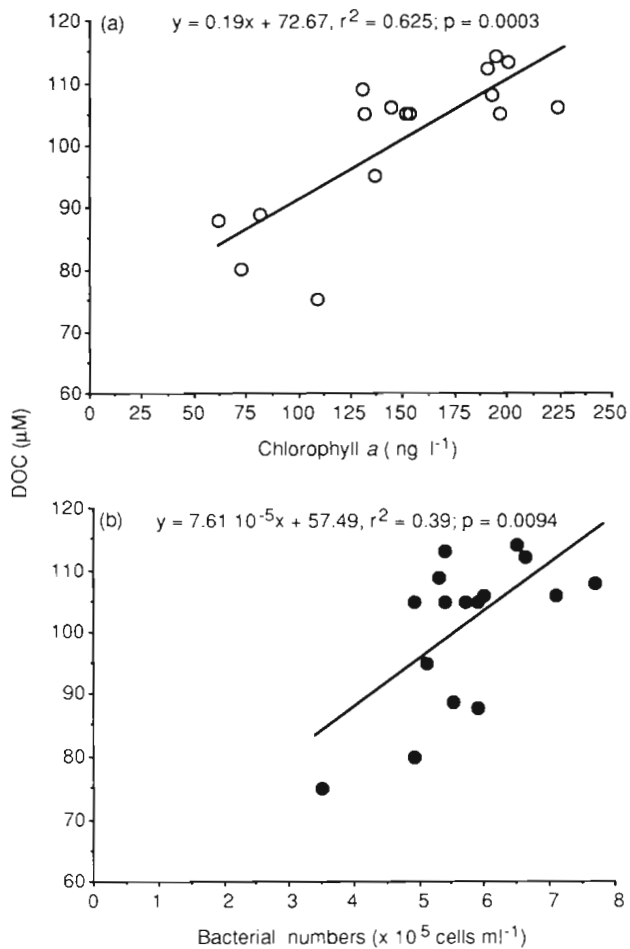 (a) y = 0.19x + 72.67, r² = 0.625; p = 0.0003
120
110
100
90
80
70
60
0 25 50 75 100 125 150 175 200 225 250
Chlorophyll a ( ng l⁻¹)
DOC (µM)
(b) y = 7.61 10⁻⁵x + 57.49, r² = 0.39; p = 0.0094
120
110
100
90
80
70
60
0 1 2 3 4 5 6 7 8
Bacterial numbers (x 10⁵ cells ml⁻¹)